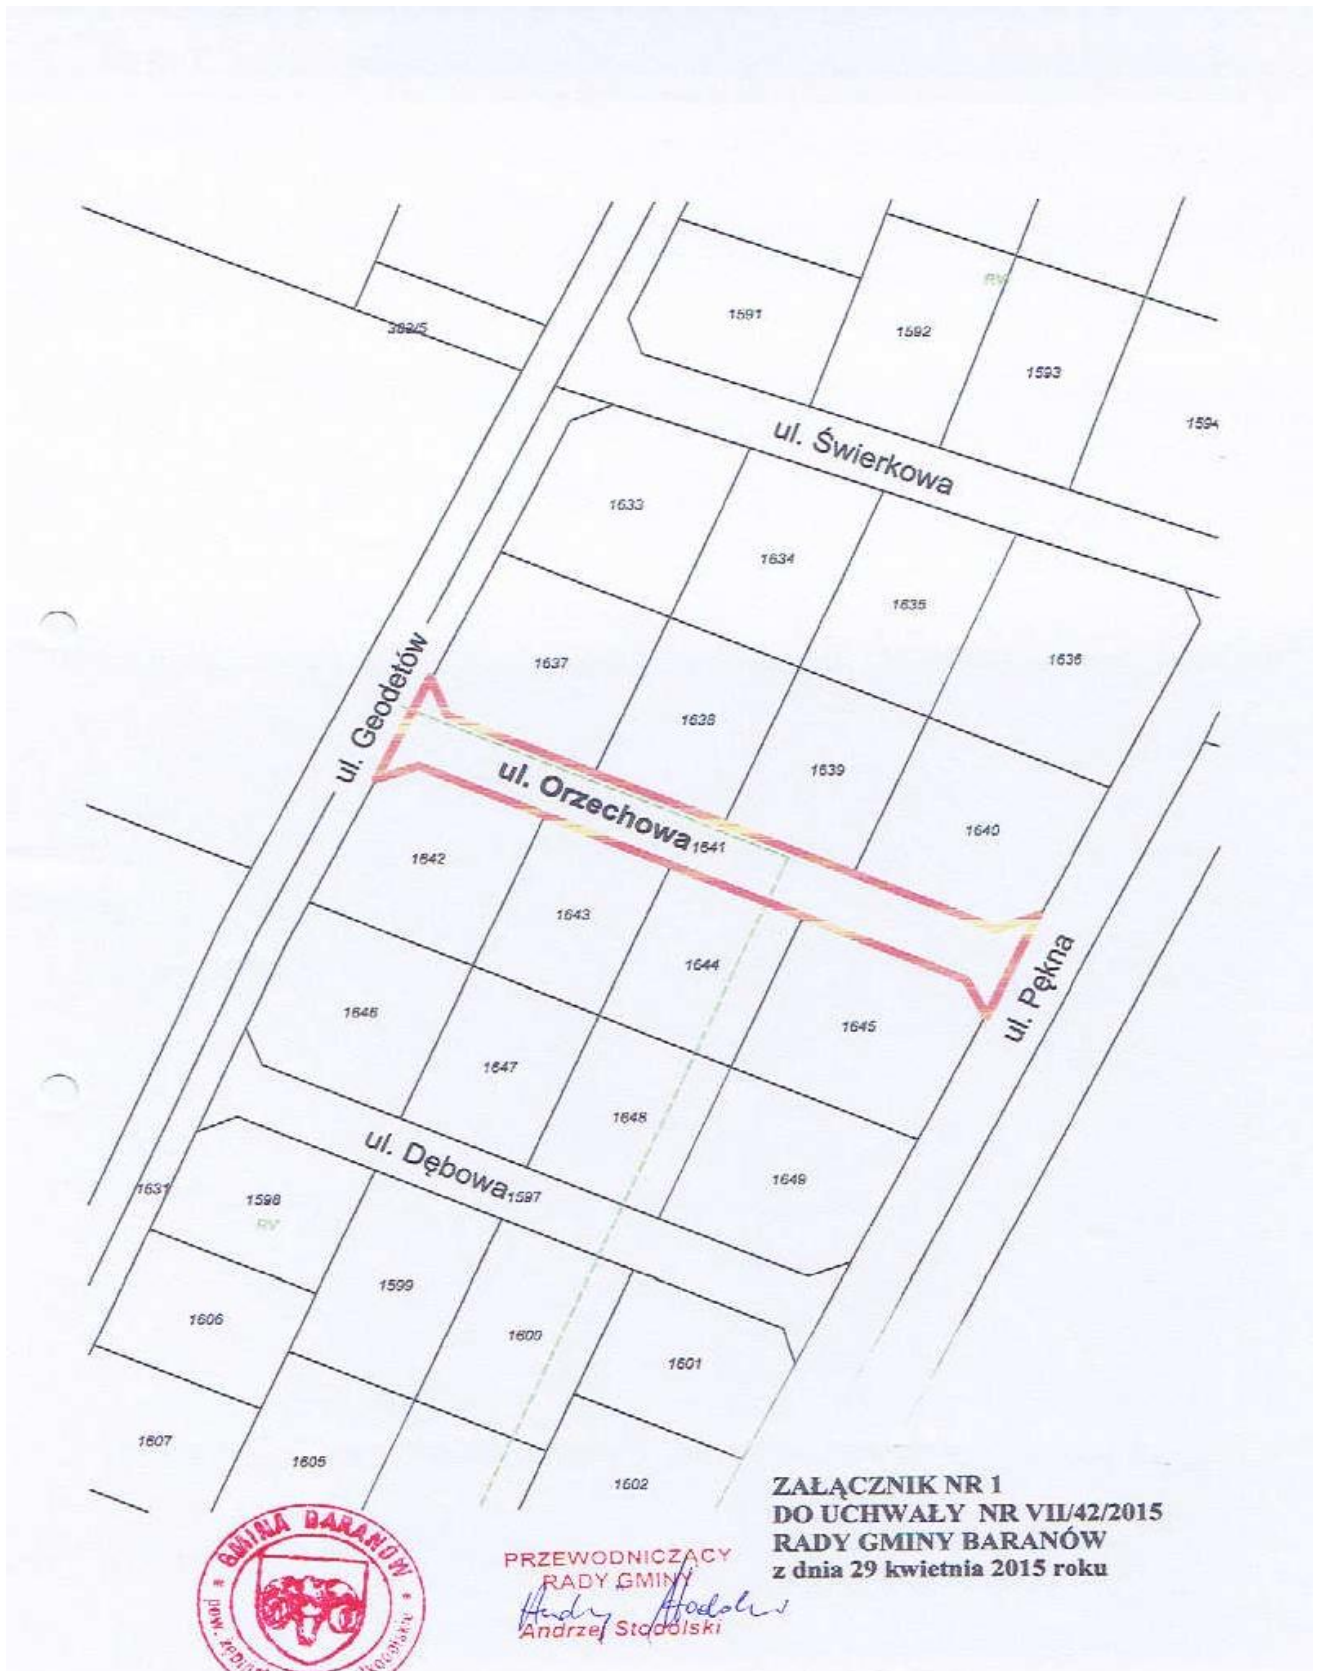 382/5
1591
1592
RV
1593
1594
ul. Świerkowa
1633
1634
1635
1636
ul. Geodetów
1637
1638
1639
1640
ul. Orzechowa
1641
1642
1643
1644
1645
ul. Pękna
1646
1647
1648
1649
ul. Dębowa
1597
1631
1598
RV
1599
1600
1601
1606
1607
1605
1602
ZAŁĄCZNIK NR 1
DO UCHWAŁY NR VII/42/2015
RADY GMINY BARANÓW
z dnia 29 kwietnia 2015 roku
GMINA BARANÓW
pow.
PRZEWODNICZĄCY
RADY GMINY
Andrzej Stodolski